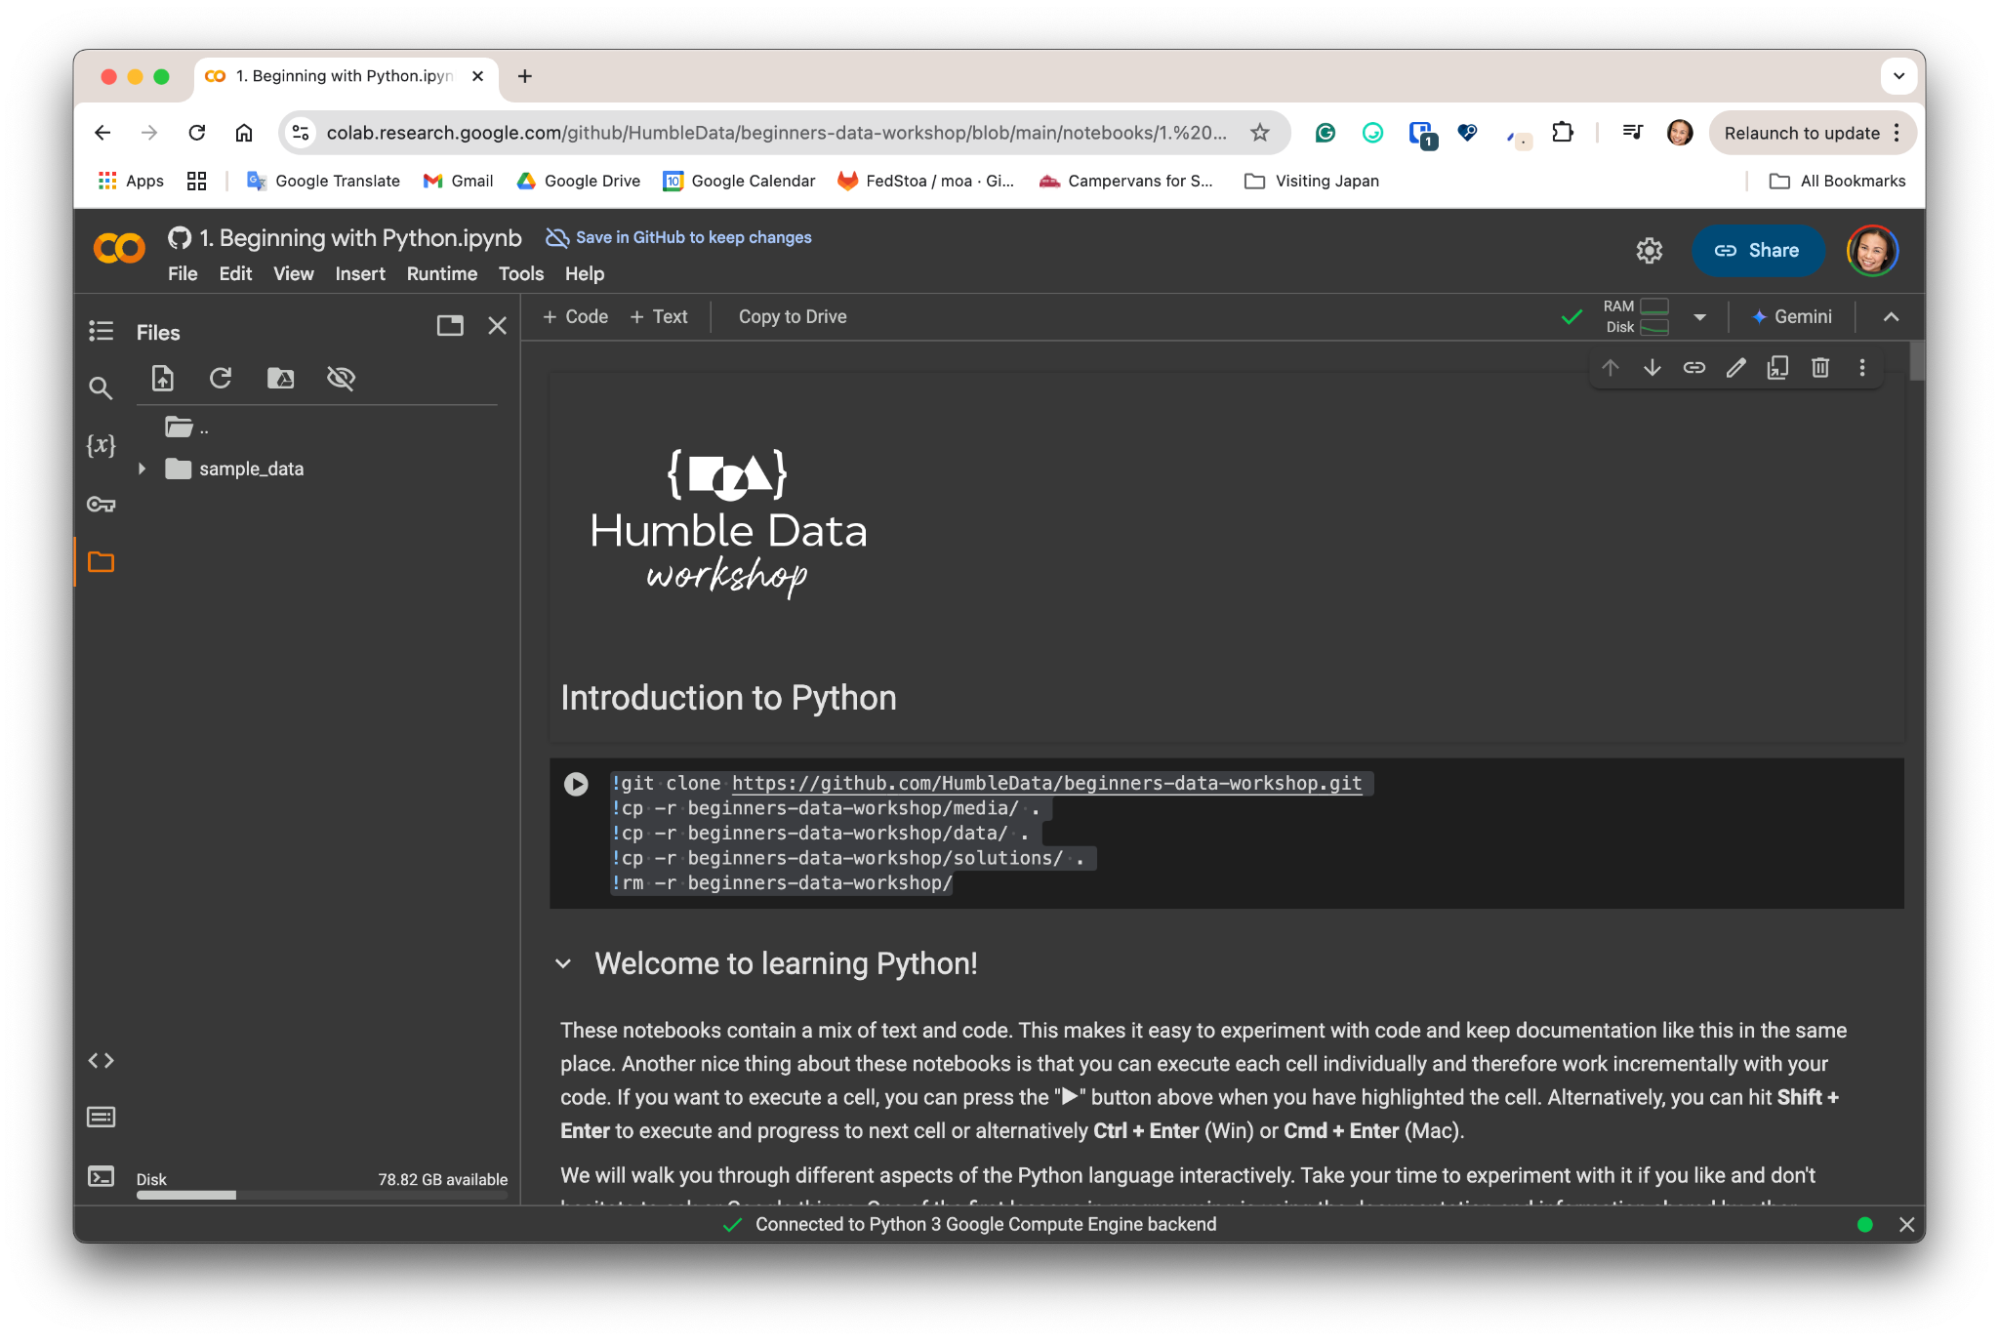 1. Beginning with Python.ipyn
colab.research.google.com/github/HumbleData/beginners-data-workshop/blob/main/notebooks/1.%20...
1
Relaunch to update
Apps
Google Translate
Gmail
Google Drive
10
Google Calendar
FedStoa / moa · Gi...
Campervans for S...
Visiting Japan
All Bookmarks
1. Beginning with Python.ipynb
Save in GitHub to keep changes
File Edit View Insert Runtime Tools Help
Share
Files
+ Code + Text
Copy to Drive
RAM
Disk
Gemini
{x}
..
sample_data
{ }
Humble Data
workshop
Introduction to Python
!git clone https://github.com/HumbleData/beginners-data-workshop.git
!cp -r beginners-data-workshop/media/ .
!cp -r beginners-data-workshop/data/ .
!cp -r beginners-data-workshop/solutions/ .
!rm -r beginners-data-workshop/
Welcome to learning Python!
These notebooks contain a mix of text and code. This makes it easy to experiment with code and keep documentation like this in the same
place. Another nice thing about these notebooks is that you can execute each cell individually and therefore work incrementally with your
code. If you want to execute a cell, you can press the "▶" button above when you have highlighted the cell. Alternatively, you can hit Shift +
Enter to execute and progress to next cell or alternatively Ctrl + Enter (Win) or Cmd + Enter (Mac).
We will walk you through different aspects of the Python language interactively. Take your time to experiment with it if you like and don't
Disk
78.82 GB available
Connected to Python 3 Google Compute Engine backend